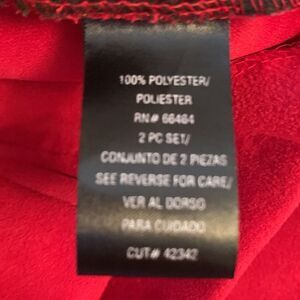 100% POLYESTER/
POLIESTER
RN# 66464
2 PC SET/
CONJUNTO DE 2 PIEZAS
SEE REVERSE FOR CARE/
VER AL DORSO
PARA CUIDADO
CUT# 42342